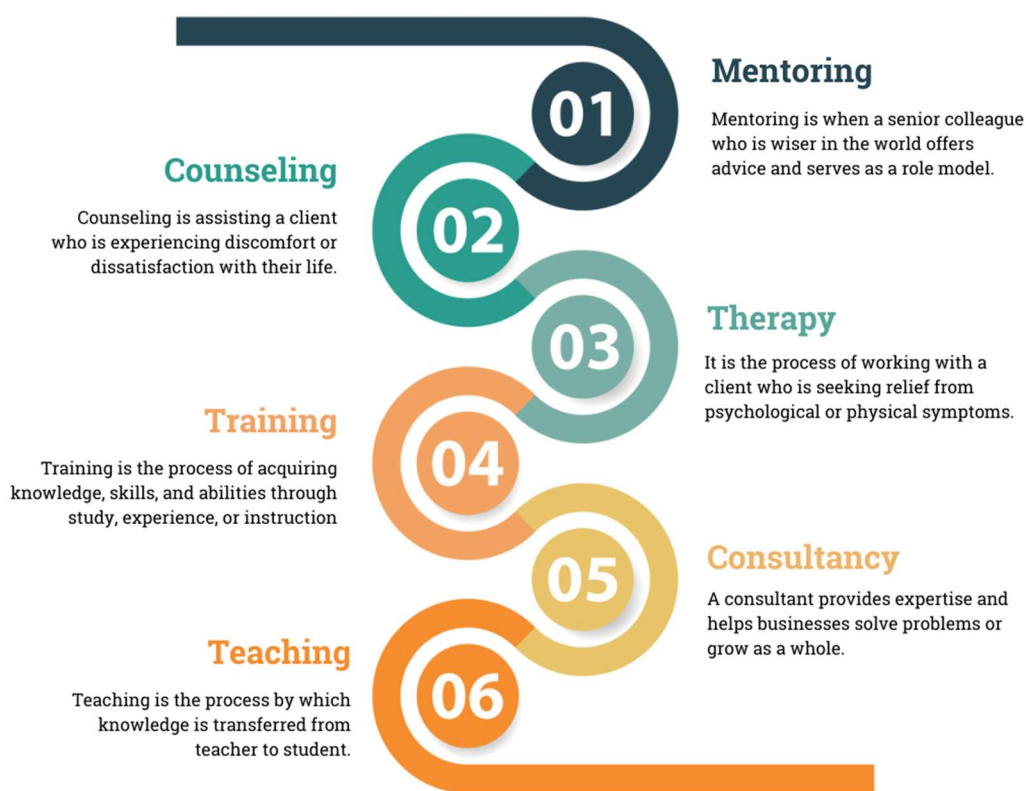 01
Mentoring
Mentoring is when a senior colleague
who is wiser in the world offers
advice and serves as a role model.
02
Counseling
Counseling is assisting a client
who is experiencing discomfort or
dissatisfaction with their life.
03
Therapy
It is the process of working with a
client who is seeking relief from
psychological or physical symptoms.
04
Training
Training is the process of acquiring
knowledge, skills, and abilities through
study, experience, or instruction
05
Consultancy
A consultant provides expertise and
helps businesses solve problems or
grow as a whole.
06
Teaching
Teaching is the process by which
knowledge is transferred from
teacher to student.